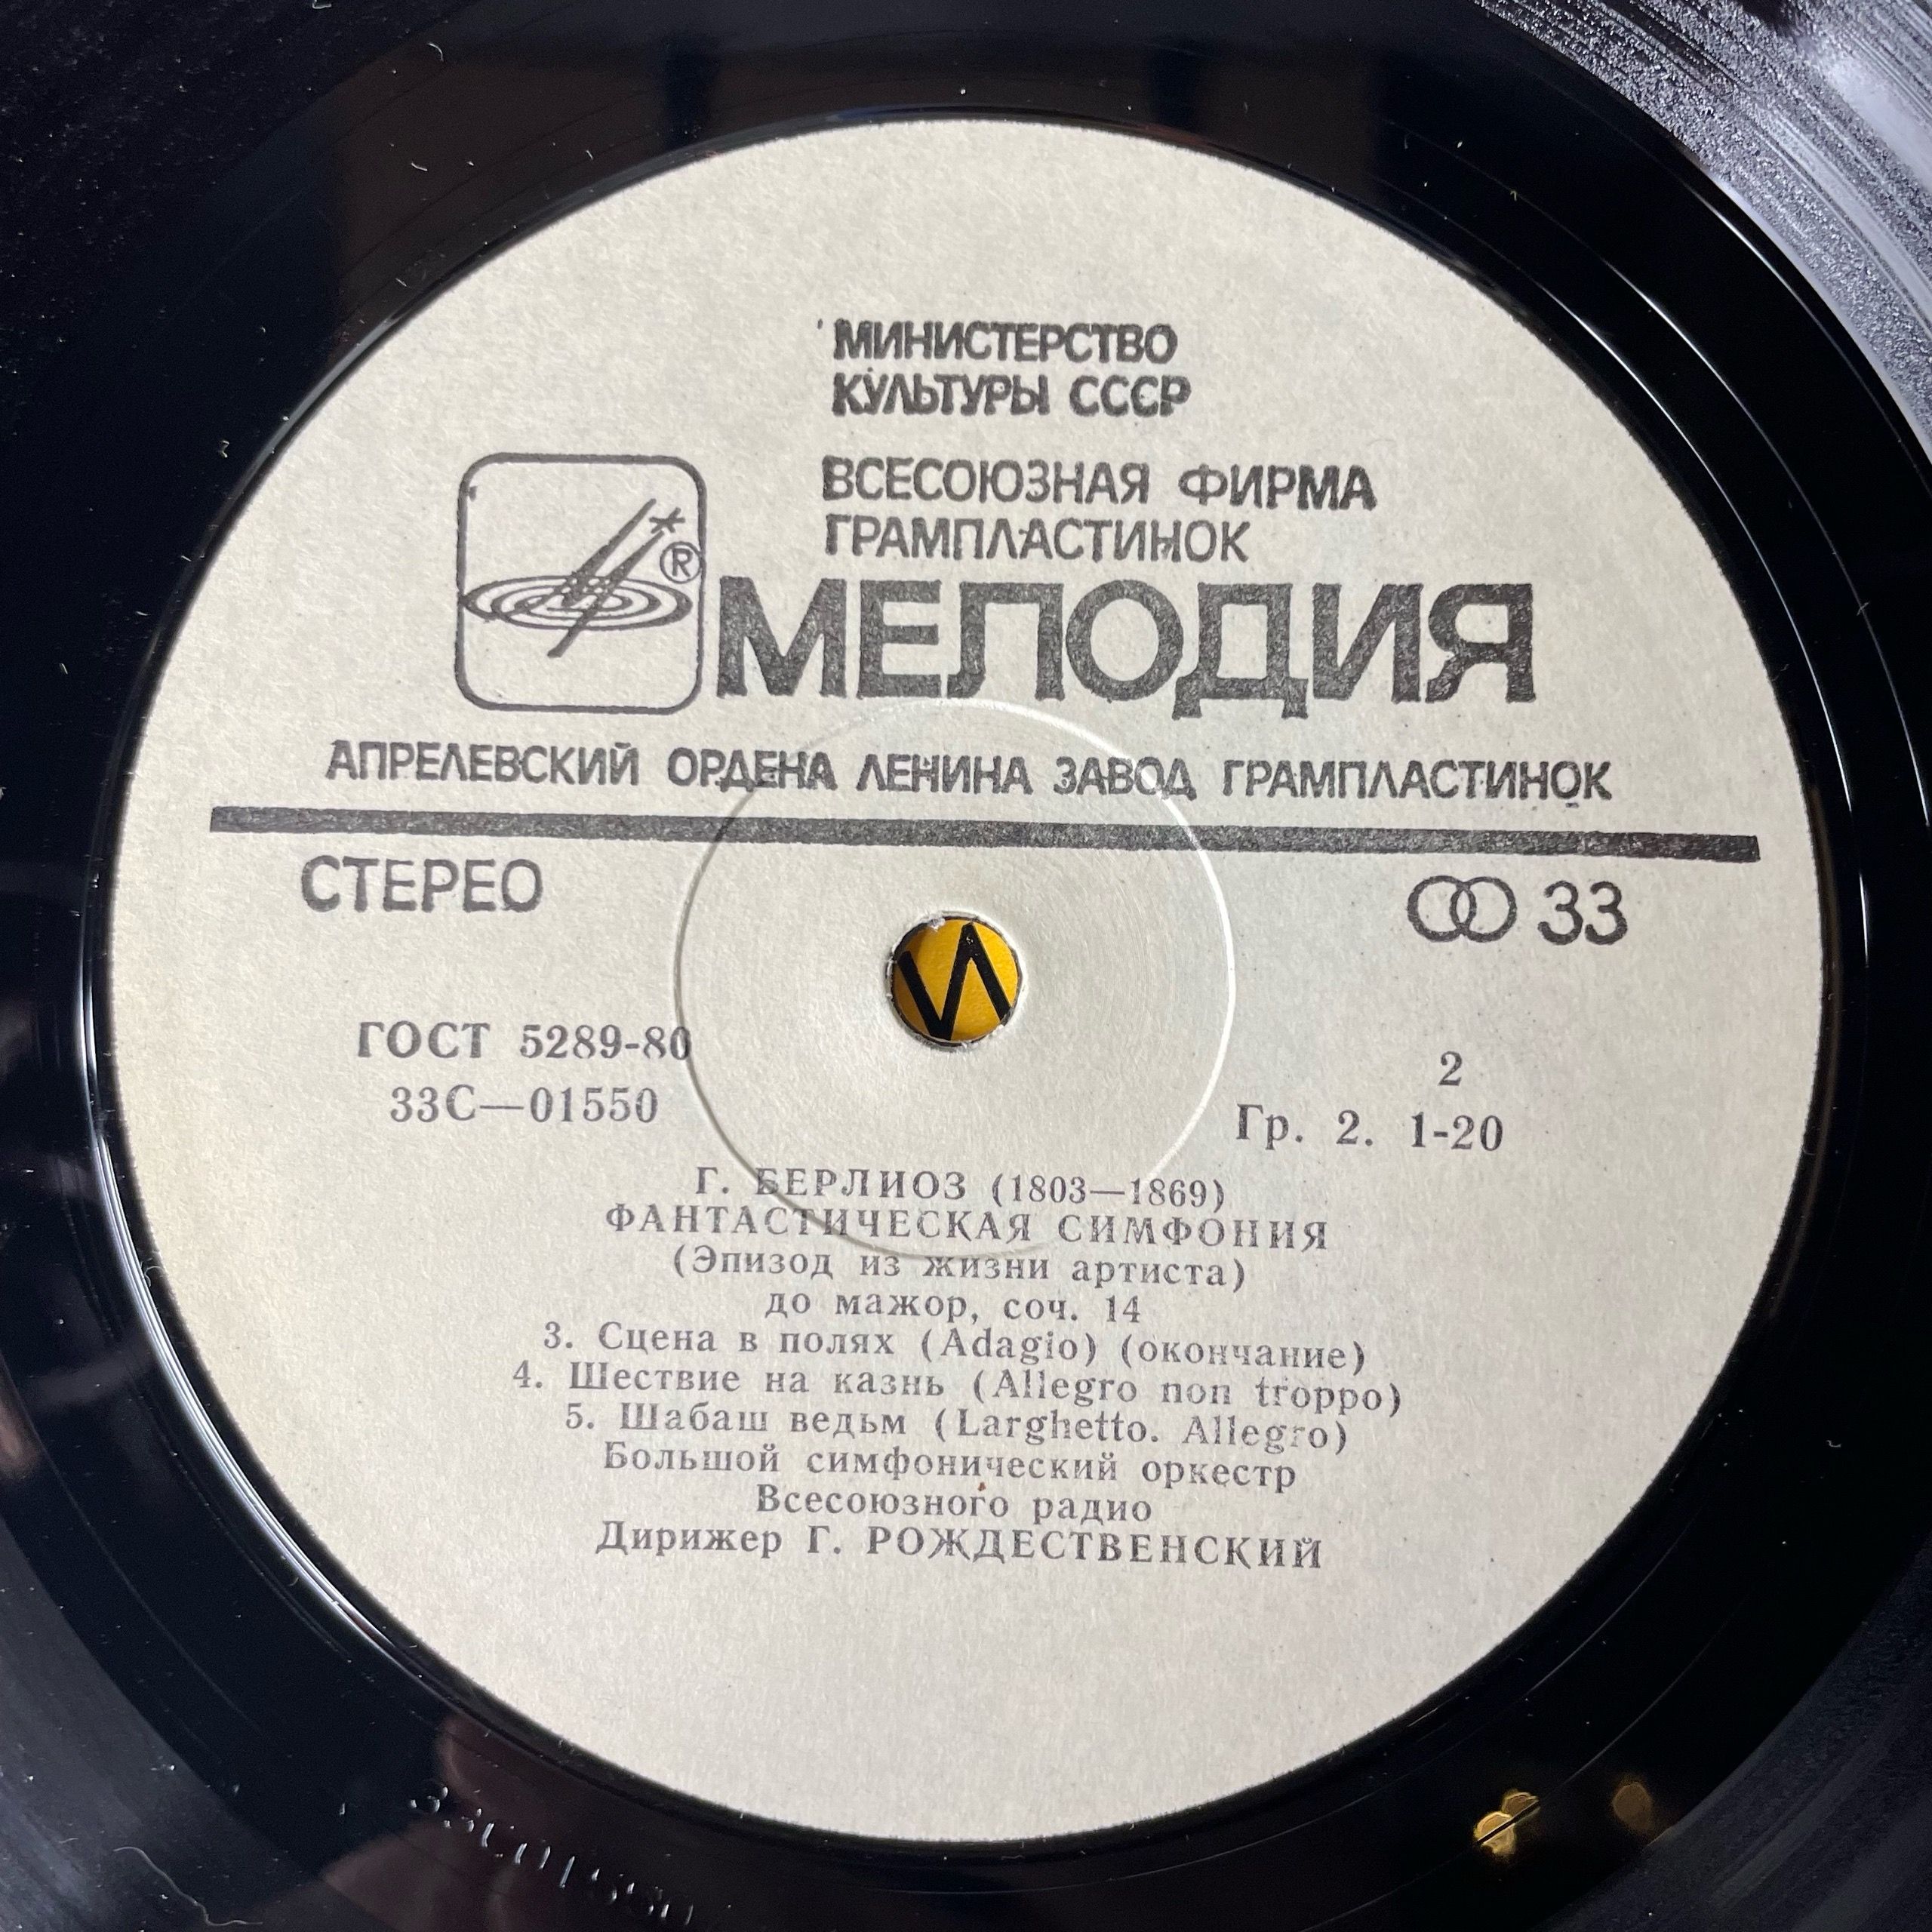 МИНИСТЕРСТВО
КУЛЬТУРЫ СССР
ВСЕСОЮЗНАЯ ФИРМА
ГРАМПЛАСТИНОК
®
МЕЛОДИЯ
АПРЕЛЕВСКИЙ ОРДЕНА ЛЕНИНА ЗАВОД ГРАМПЛАСТИНОК
СТЕРЕО
33
ГОСТ 5289-80
33С—01550
2
Гр. 2. 1-20
Г. БЕРЛИОЗ (1803—1869)
ФАНТАСТИЧЕСКАЯ СИМФОНИЯ
(Эпизод из жизни артиста)
до мажор, соч. 14
3. Сцена в полях (Adagio) (окончание)
4. Шествие на казнь (Allegro non troppo)
5. Шабаш ведьм (Larghetto. Allegro)
Большой симфонический оркестр
Всесоюзного радио
Дирижер Г. РОЖДЕСТВЕНСКИЙ